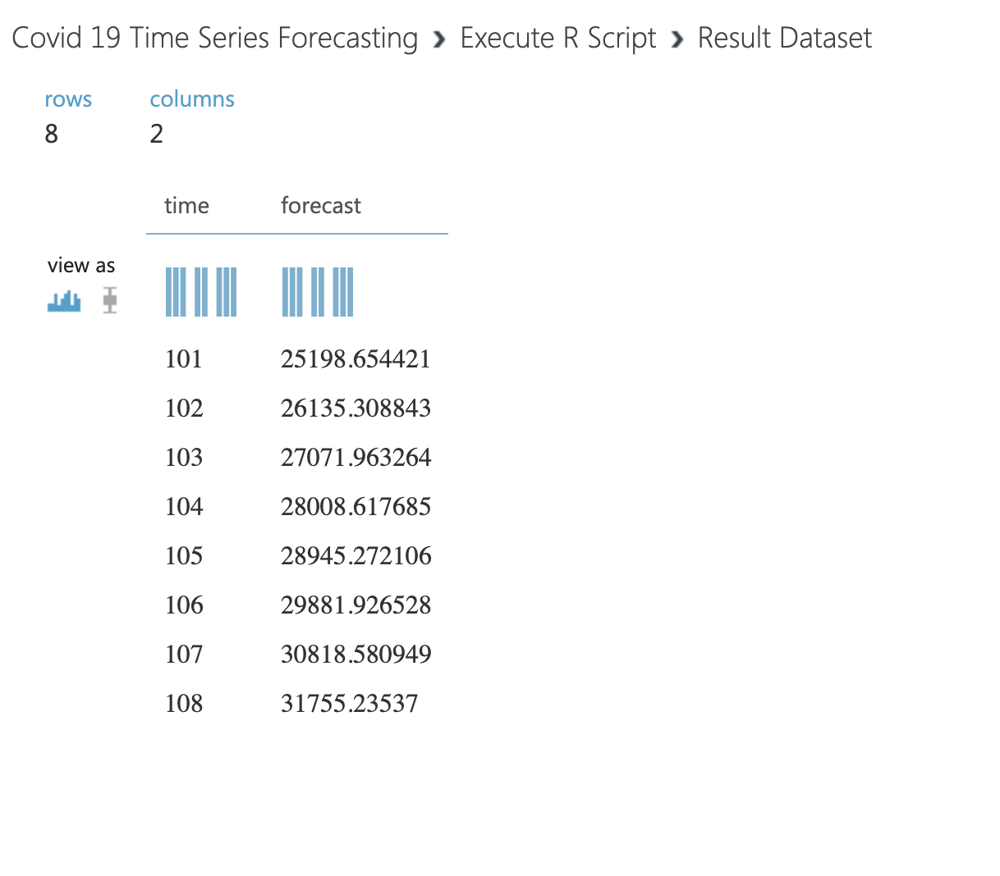 Covid 19 Time Series Forecasting › Execute R Script › Result Dataset
rows columns
8 2
time forecast
view as
101 25198.654421
102 26135.308843
103 27071.963264
104 28008.617685
105 28945.272106
106 29881.926528
107 30818.580949
108 31755.23537